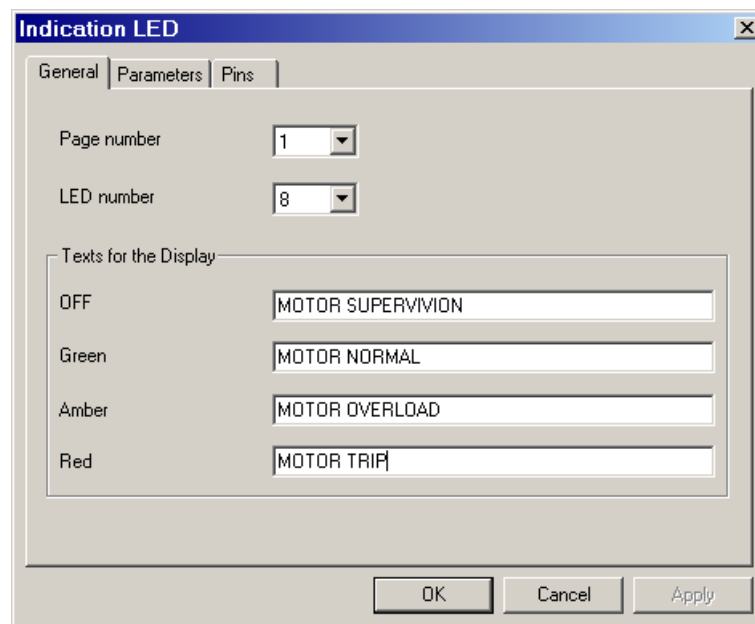 Indication LED
General Parameters Pins
Page number 1
LED number 8
Texts for the Display
OFF MOTOR SUPERVIVION
Green MOTOR NORMAL
Amber MOTOR OVERLOAD
Red MOTOR TRIP
OK Cancel Apply